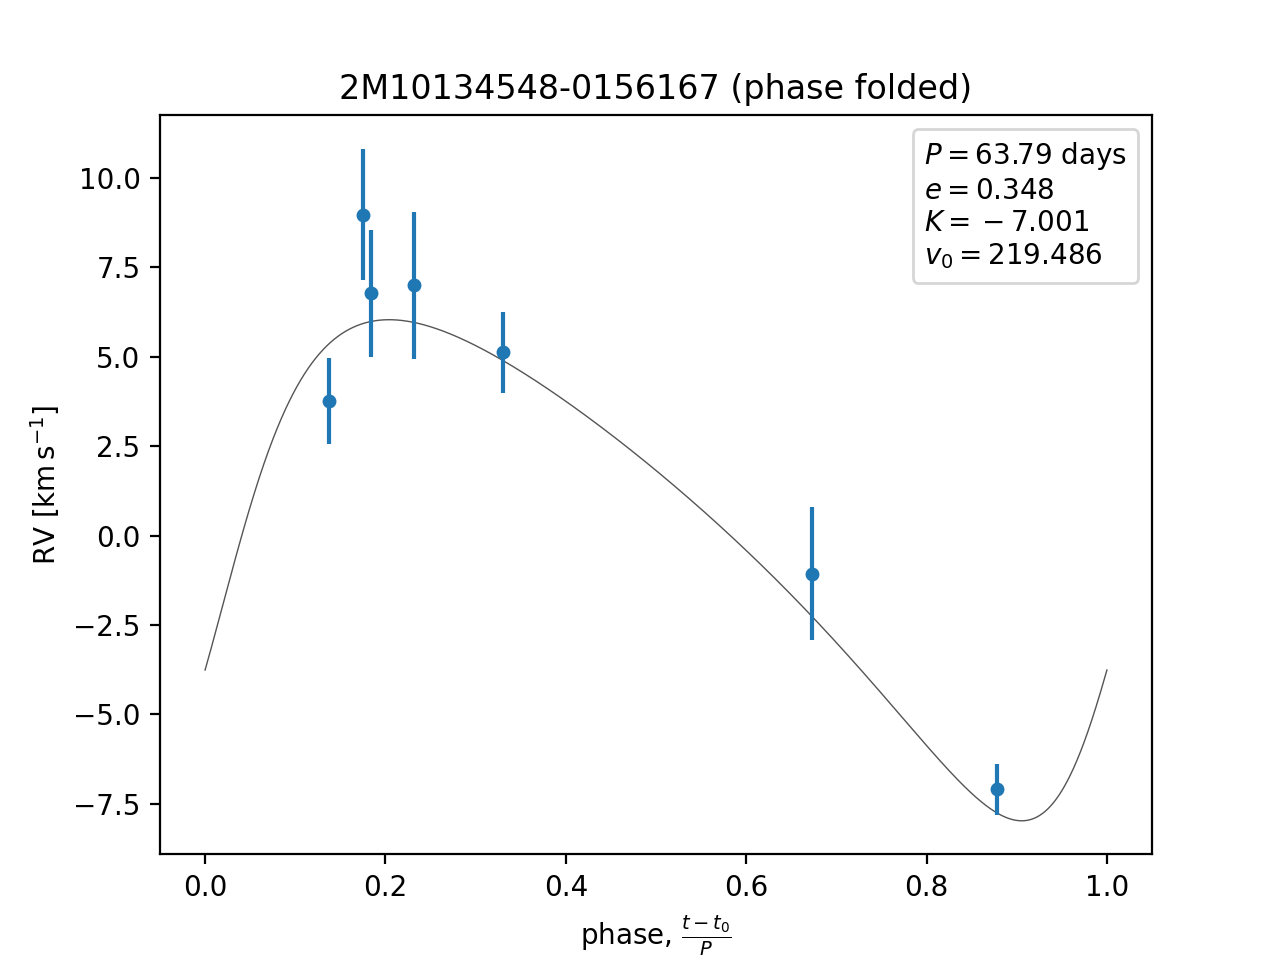 2M10134548-0156167 (phase folded)
P = 63.79 days
e = 0.348
K = −7.001
v₀ = 219.486
RV [km s⁻¹]
10.0
7.5
5.0
2.5
0.0
−2.5
−5.0
−7.5
0.0 0.2 0.4 0.6 0.8 1.0
phase, (t − t₀)/P